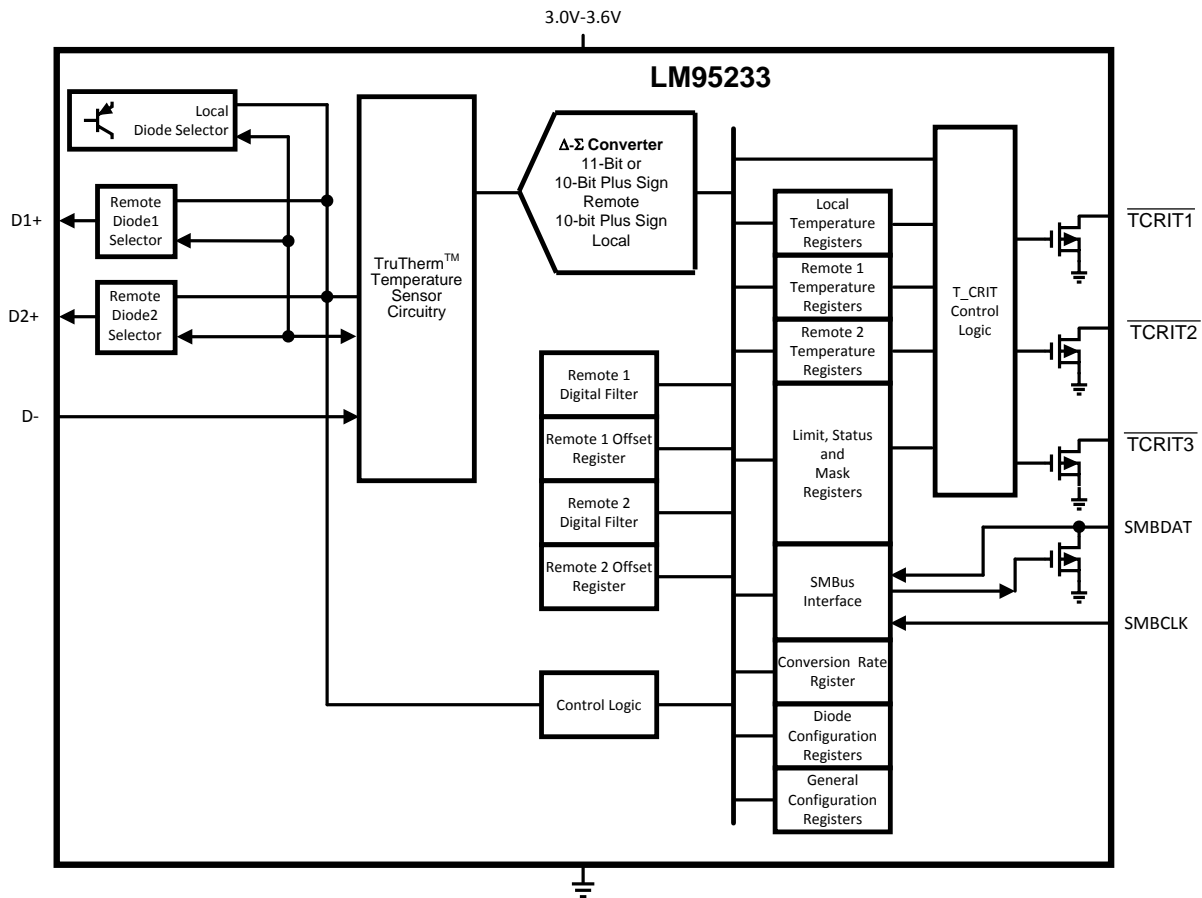 3.0V-3.6V
LM95233
Local
Diode Selector
Remote
Diode1
Selector
Remote
Diode2
Selector
D1+
D2+
D-
TruTherm™
Temperature
Sensor
Circuitry
Δ-Σ Converter
11-Bit or
10-Bit Plus Sign
Remote
10-bit Plus Sign
Local
Remote 1
Digital Filter
Remote 1 Offset
Register
Remote 2
Digital Filter
Remote 2 Offset
Register
Control Logic
Local
Temperature
Registers
Remote 1
Temperature
Registers
Remote 2
Temperature
Registers
Limit, Status
and
Mask
Registers
SMBus
Interface
Conversion Rate
Rgister
Diode
Configuration
Registers
General
Configuration
Registers
T_CRIT
Control
Logic
TCRIT1
TCRIT2
TCRIT3
SMBDAT
SMBCLK